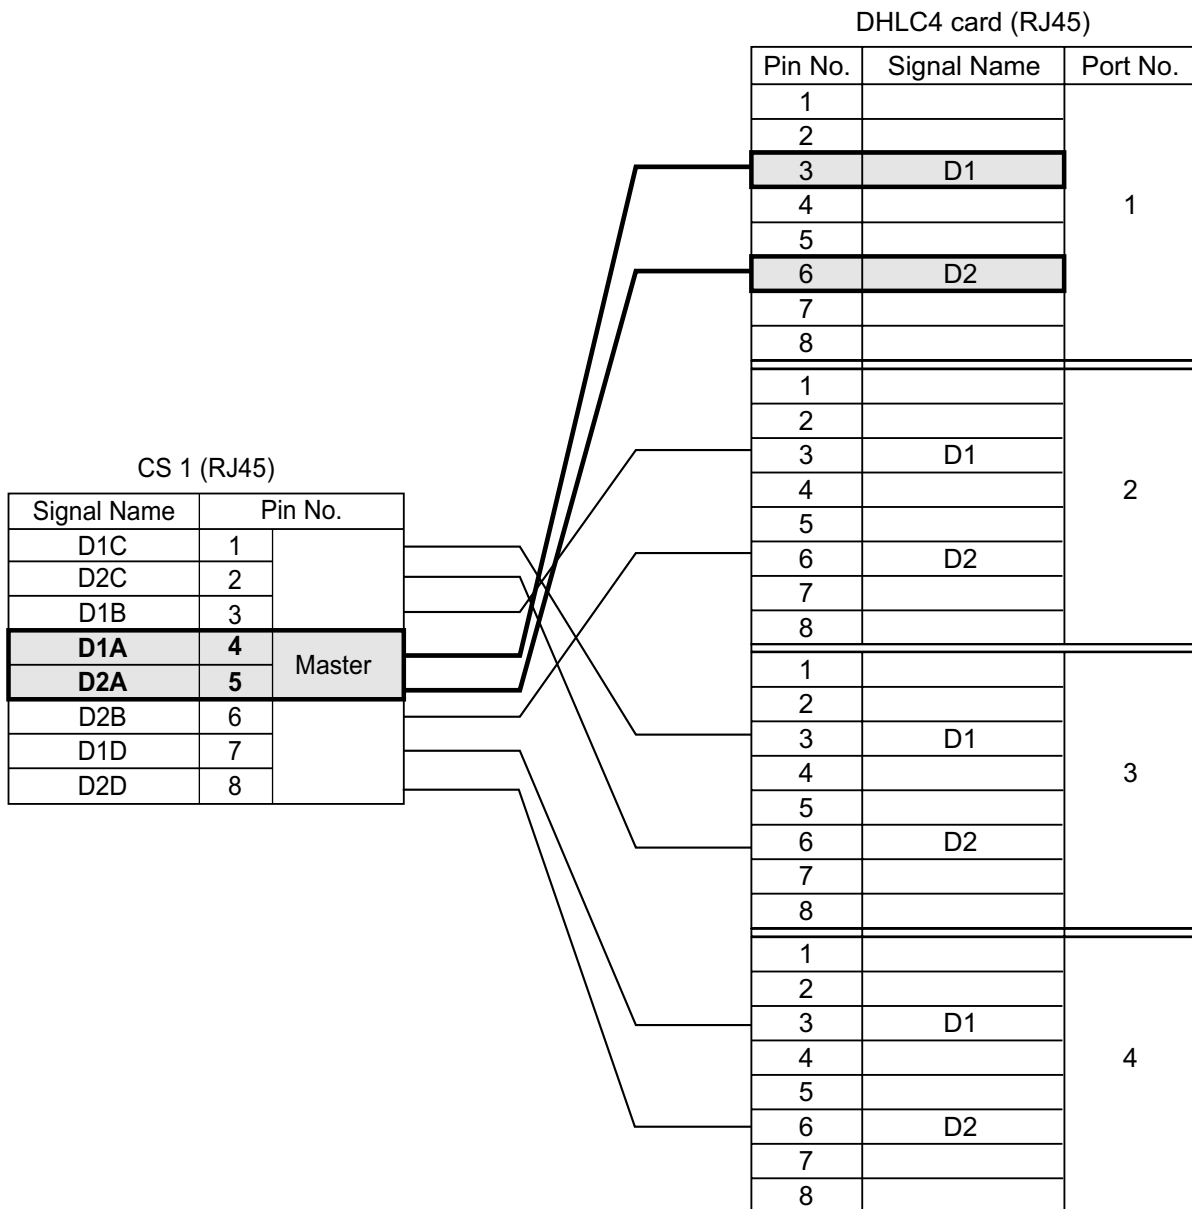 DHLC4 card (RJ45)
Pin No. Signal Name Port No.
1
2
3 D1
4
5
6 D2
7
8
1
1
2
3 D1
4
5
6 D2
7
8
2
1
2
3 D1
4
5
6 D2
7
8
3
1
2
3 D1
4
5
6 D2
7
8
4
CS 1 (RJ45)
Signal Name Pin No.
D1C 1
D2C 2
D1B 3
D1A 4
D2A 5
Master
D2B 6
D1D 7
D2D 8